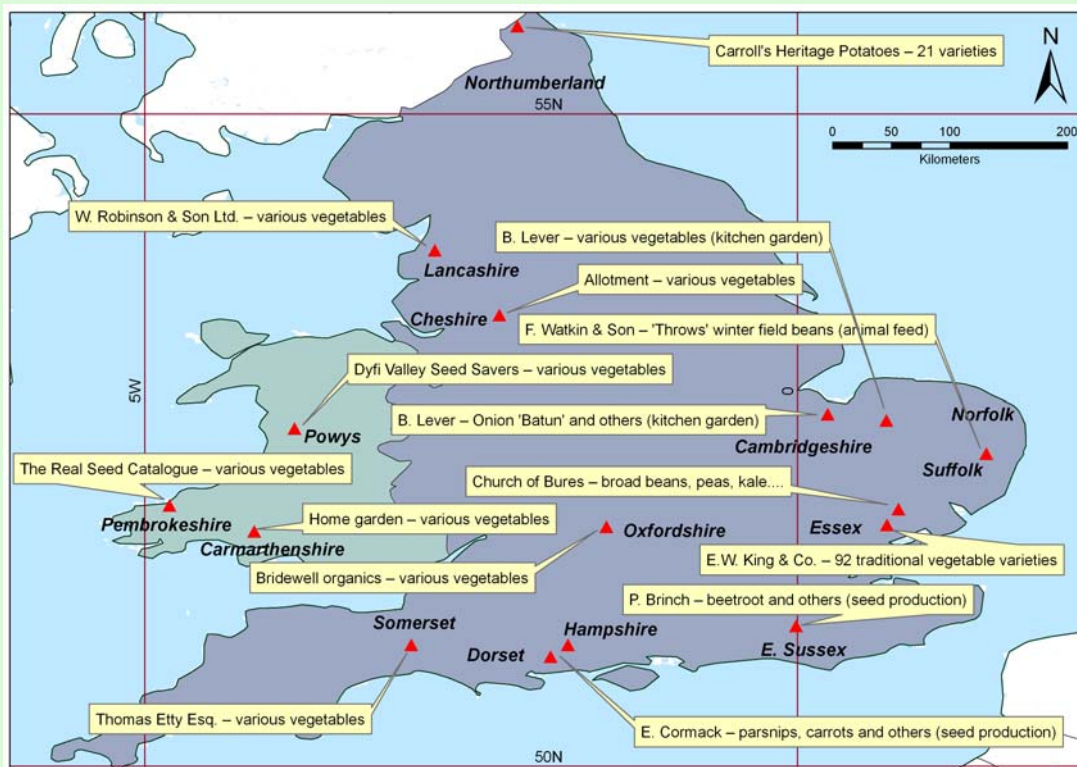 Carroll's Heritage Potatoes – 21 varieties
N
Northumberland
55N
0 50 100 200
Kilometers
W. Robinson & Son Ltd. – various vegetables
B. Lever – various vegetables (kitchen garden)
Lancashire
Allotment – various vegetables
Cheshire
F. Watkin & Son – 'Throws' winter field beans (animal feed)
5W
Dyfi Valley Seed Savers – various vegetables
0
B. Lever – Onion 'Batun' and others (kitchen garden)
Norfolk
Powys
Cambridgeshire
The Real Seed Catalogue – various vegetables
Suffolk
Church of Bures – broad beans, peas, kale....
Pembrokeshire
Home garden – various vegetables
Oxfordshire
Essex
Carmarthenshire
E.W. King & Co. – 92 traditional vegetable varieties
Bridewell organics – various vegetables
P. Brinch – beetroot and others (seed production)
Somerset
Hampshire
E. Sussex
Dorset
Thomas Etty Esq. – various vegetables
E. Cormack – parsnips, carrots and others (seed production)
50N